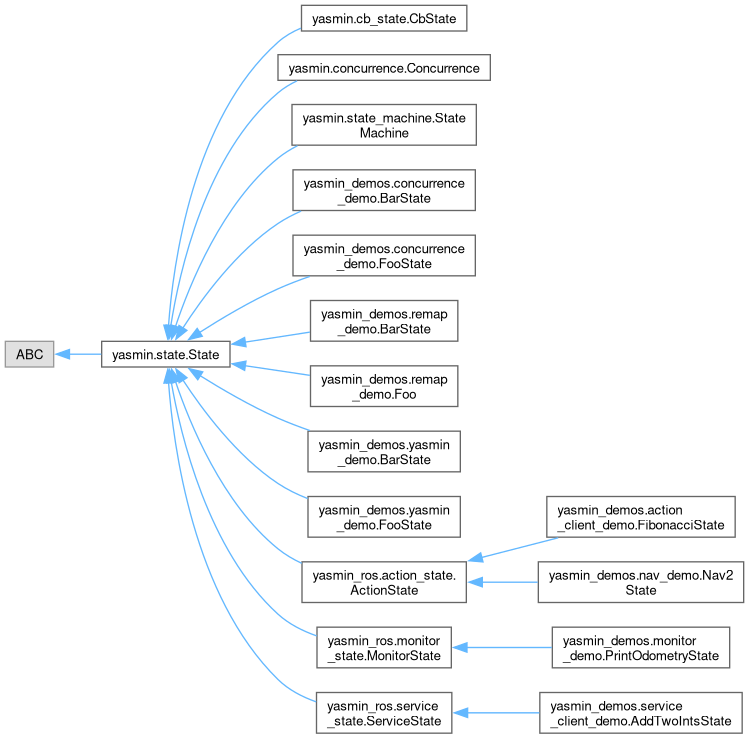 yasmin.cb_state.CbState
yasmin.concurrence.Concurrence
yasmin.state_machine.State
Machine
yasmin_demos.concurrence
_demo.BarState
yasmin_demos.concurrence
_demo.FooState
yasmin_demos.remap
_demo.BarState
ABC
yasmin.state.State
yasmin_demos.remap
_demo.Foo
yasmin_demos.yasmin
_demo.BarState
yasmin_demos.yasmin
_demo.FooState
yasmin_demos.action
_client_demo.FibonacciState
yasmin_ros.action_state.
ActionState
yasmin_demos.nav_demo.Nav2
State
yasmin_ros.monitor
_state.MonitorState
yasmin_demos.monitor
_demo.PrintOdometryState
yasmin_ros.service
_state.ServiceState
yasmin_demos.service
_client_demo.AddTwoIntsState